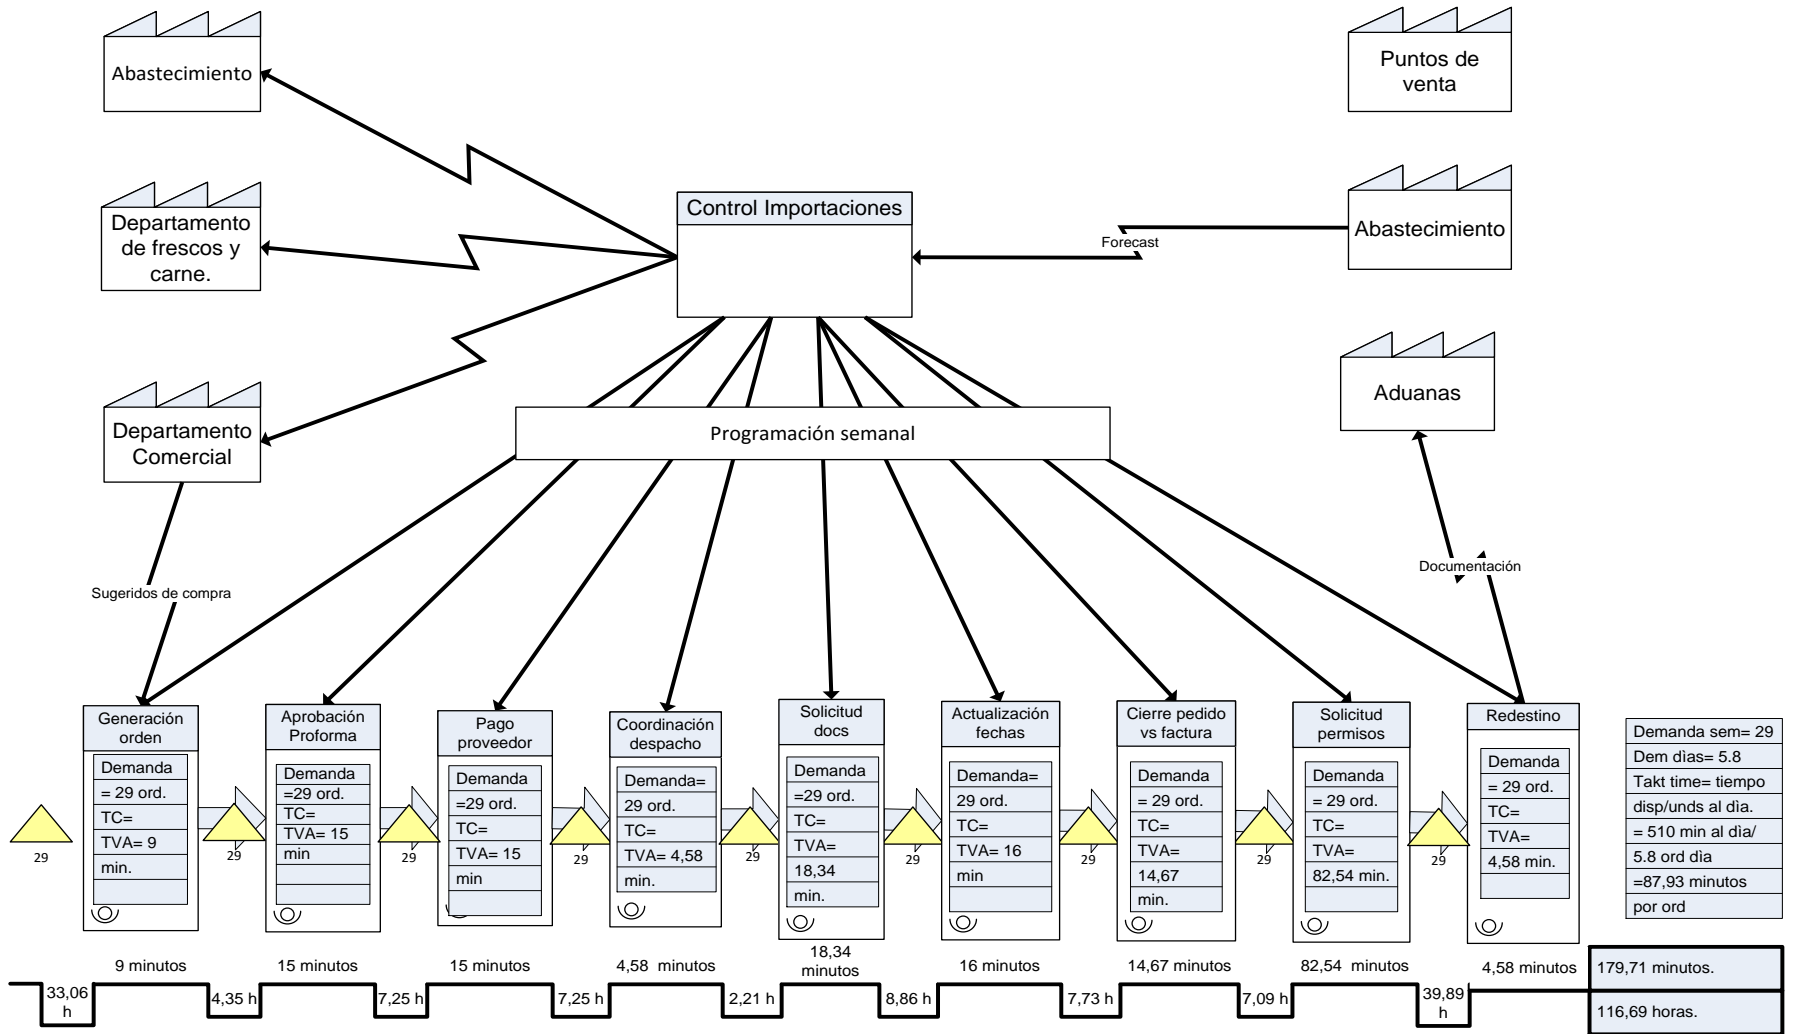 Abastecimiento
Puntos de
venta
Departamento
de frescos y
carne.
Control Importaciones
Forecast
Abastecimiento
Departamento
Comercial
Programación semanal
Aduanas
Sugeridos de compra
Documentación
Generación
orden
Demanda
= 29 ord.
TC=
TVA= 9
min.
Aprobación
Proforma
Demanda
=29 ord.
TC=
TVA= 15
min
Pago
proveedor
Demanda
=29 ord.
TC=
TVA= 15
min
Coordinación
despacho
Demanda=
29 ord.
TC=
TVA= 4,58
min.
Solicitud
docs
Demanda
=29 ord.
TC=
TVA=
18,34
min.
Actualización
fechas
Demanda=
29 ord.
TC=
TVA= 16
min
Cierre pedido
vs factura
Demanda
= 29 ord.
TC=
TVA=
14,67
min.
Solicitud
permisos
Demanda
= 29 ord.
TC=
TVA=
82,54 min.
Redestino
Demanda
= 29 ord.
TC=
TVA=
4,58 min.
Demanda sem= 29
Dem dìas= 5.8
Takt time= tiempo
disp/unds al dìa.
= 510 min al dìa/
5.8 ord dìa
=87,93 minutos
por ord
29
29
29
29
29
29
29
29
29
9 minutos
15 minutos
15 minutos
4,58 minutos
18,34
minutos
16 minutos
14,67 minutos
82,54 minutos
4,58 minutos
179,71 minutos.
33,06
h
4,35 h
7,25 h
7,25 h
2,21 h
8,86 h
7,73 h
7,09 h
39,89
h
116,69 horas.